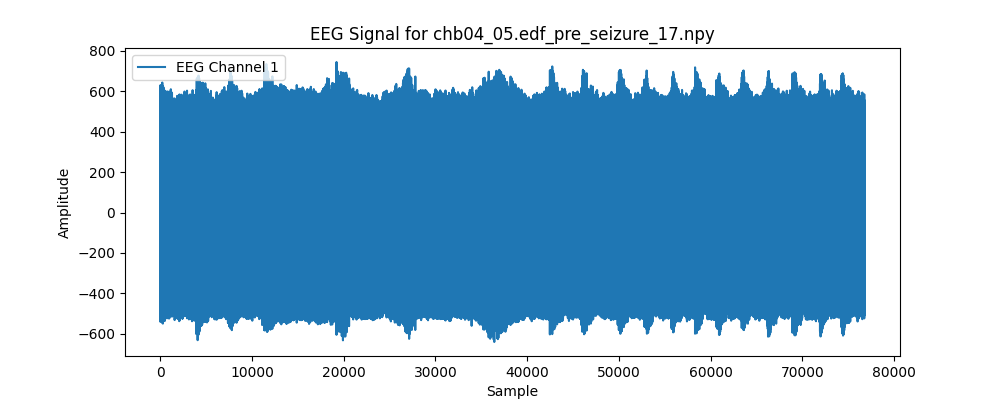 EEG Signal for chb04_05.edf_pre_seizure_17.npy
EEG Channel 1
800
600
400
200
0
−200
−400
−600
Amplitude
0 10000 20000 30000 40000 50000 60000 70000 80000
Sample